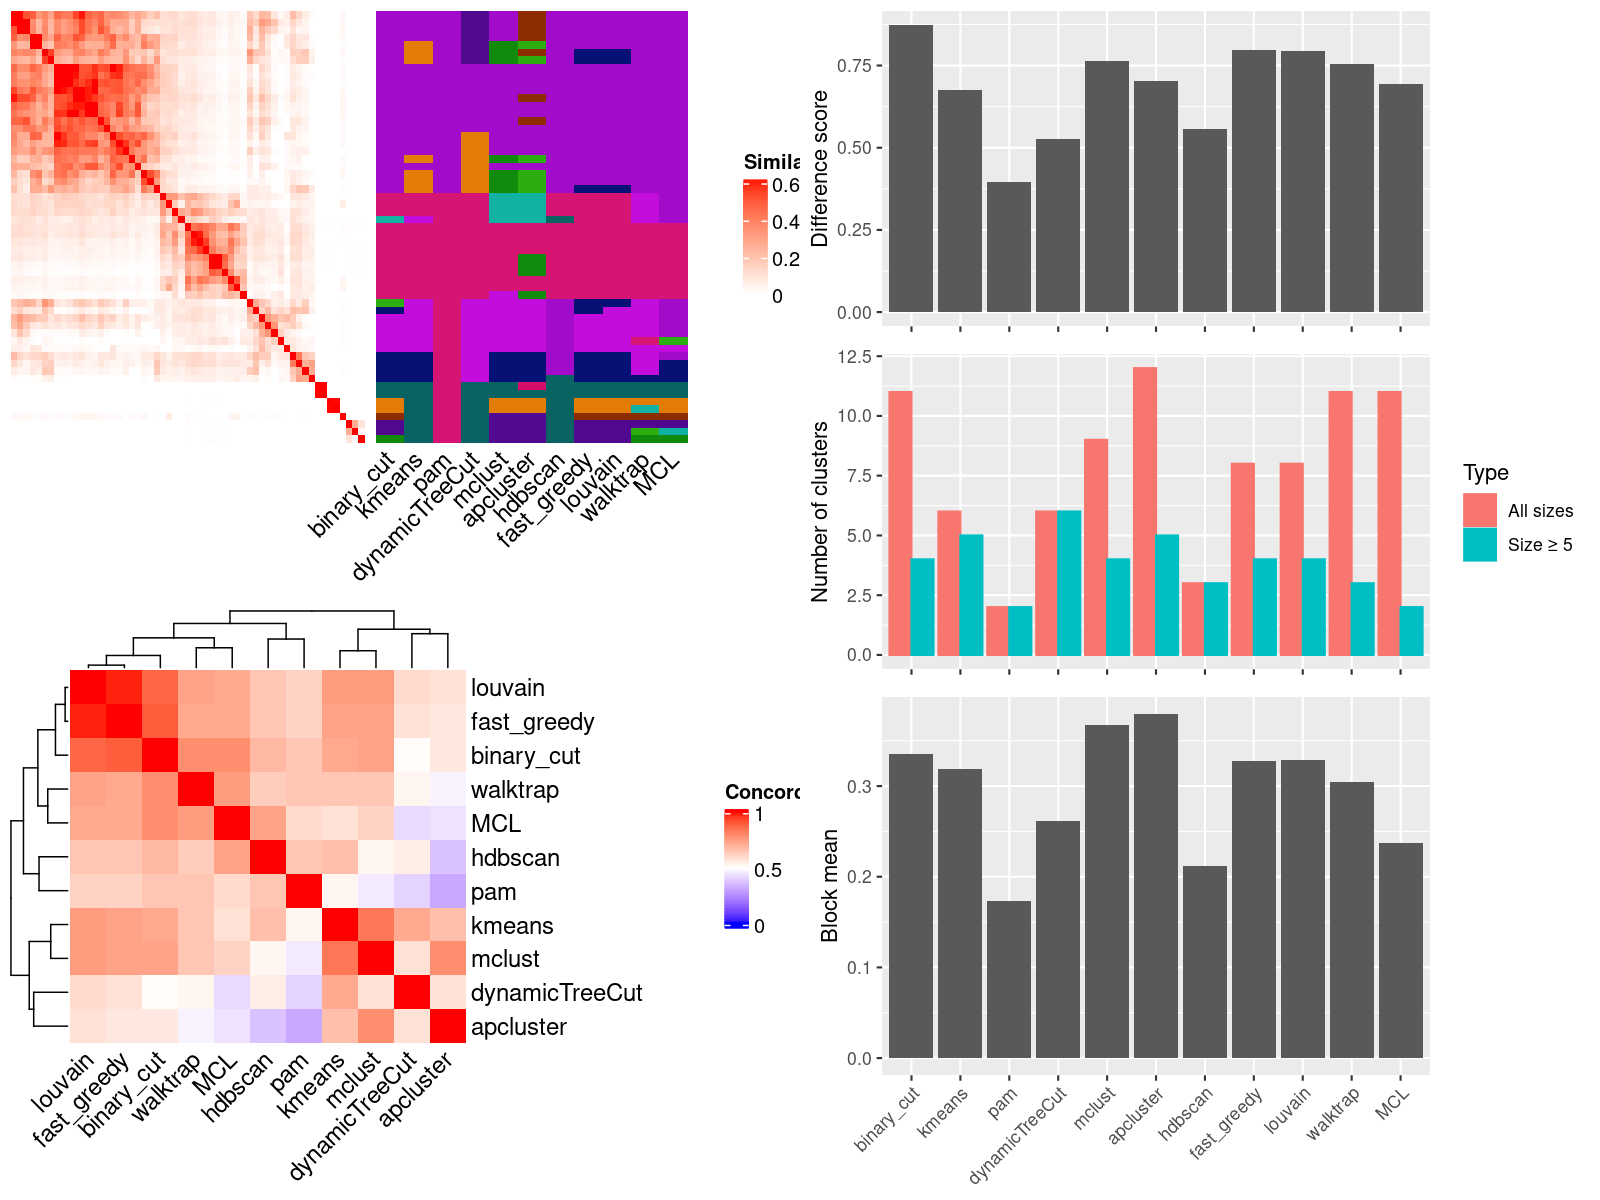 Simila
0.6
0.4
0.2
0
binary_cut
kmeans
pam
dynamicTreeCut
mclust
apcluster
hdbscan
fast_greedy
louvain
walktrap
MCL
louvain
fast_greedy
binary_cut
walktrap
MCL
hdbscan
pam
kmeans
mclust
dynamicTreeCut
apcluster
louvain
fast_greedy
binary_cut
walktrap
MCL
hdbscan
pam
kmeans
mclust
dynamicTreeCut
apcluster
Concord
1
0.5
0
Difference score
0.75
0.50
0.25
0.00
Number of clusters
12.5
10.0
7.5
5.0
2.5
0.0
Type
All sizes
Size ≥ 5
Block mean
0.3
0.2
0.1
0.0
binary_cut
kmeans
pam
dynamicTreeCut
mclust
apcluster
hdbscan
fast_greedy
louvain
walktrap
MCL